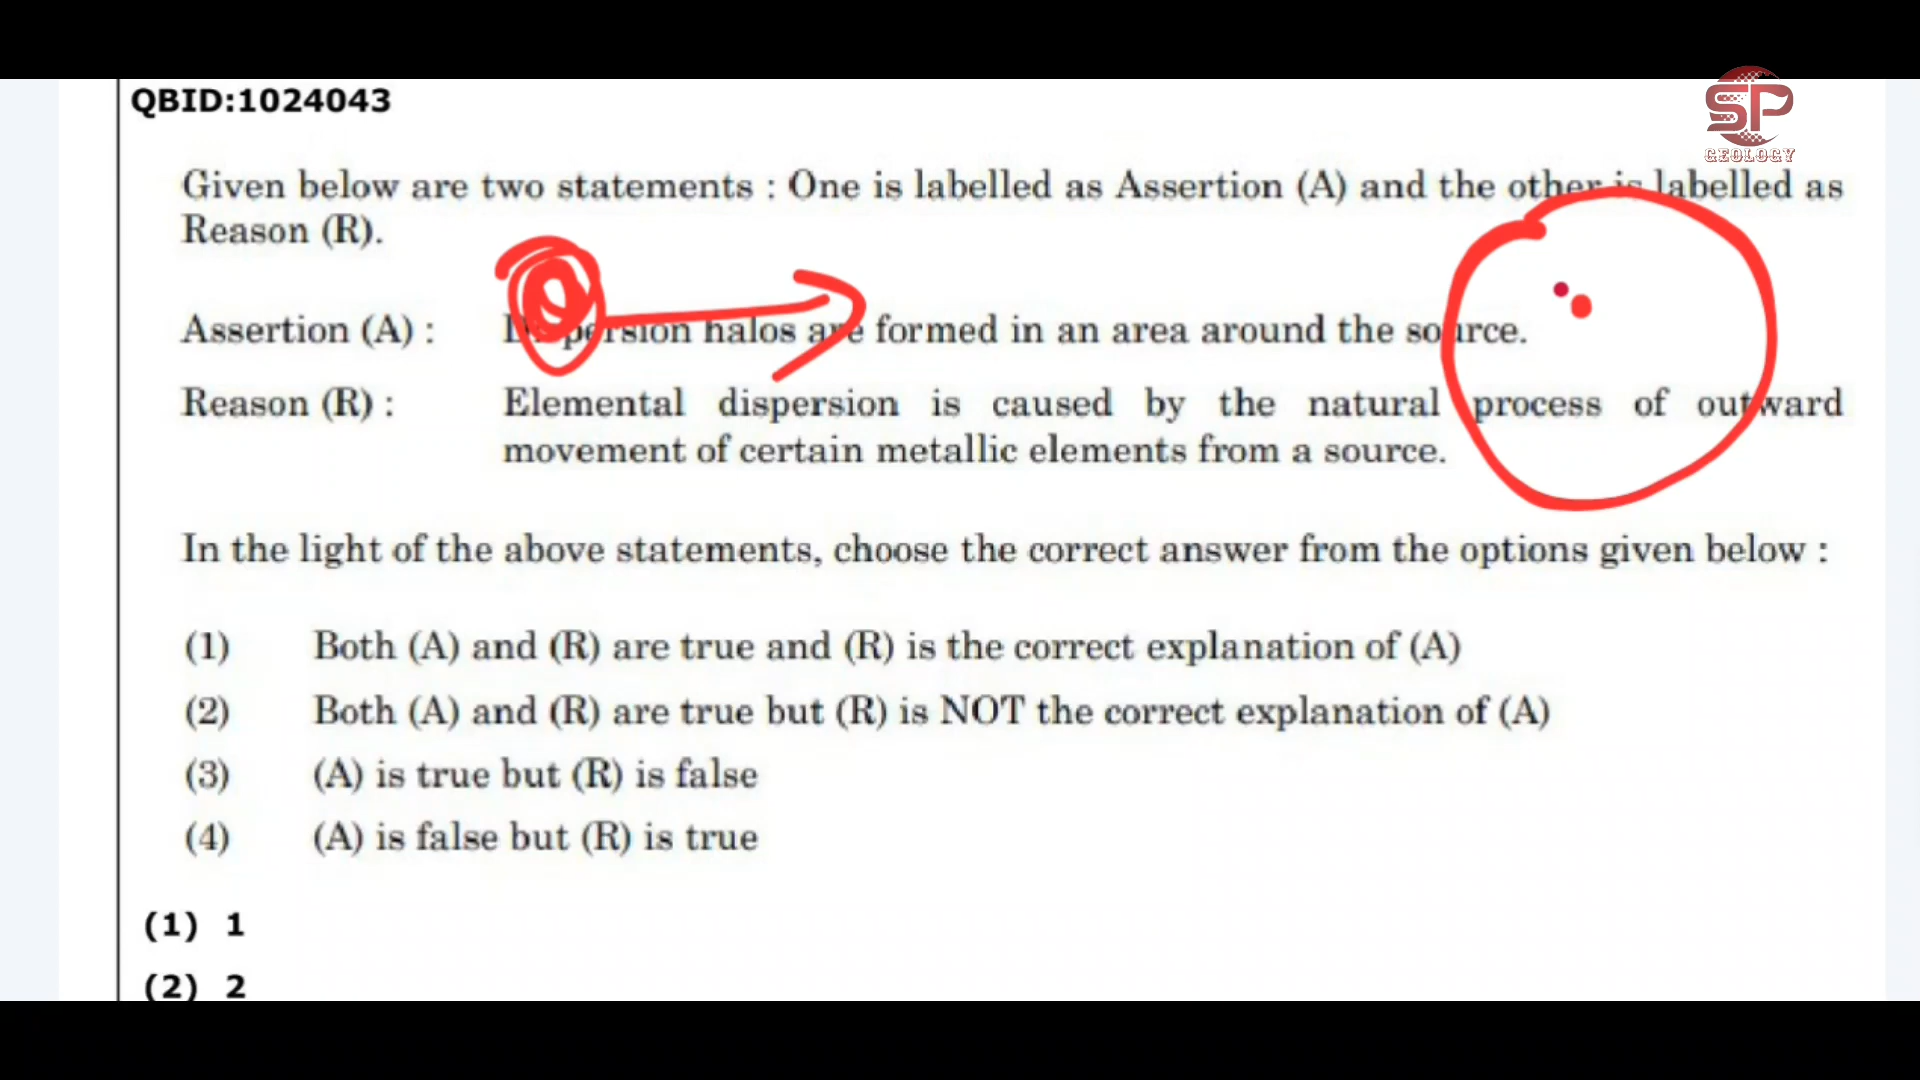 QBID:1024043
SP
GEOLOGY
Given below are two statements : One is labelled as Assertion (A) and the other is labelled as
Reason (R).
Assertion (A) : Dispersion halos are formed in an area around the source.
Reason (R) : Elemental dispersion is caused by the natural process of outward
movement of certain metallic elements from a source.
In the light of the above statements, choose the correct answer from the options given below :
(1) Both (A) and (R) are true and (R) is the correct explanation of (A)
(2) Both (A) and (R) are true but (R) is NOT the correct explanation of (A)
(3) (A) is true but (R) is false
(4) (A) is false but (R) is true
(1) 1
(2) 2